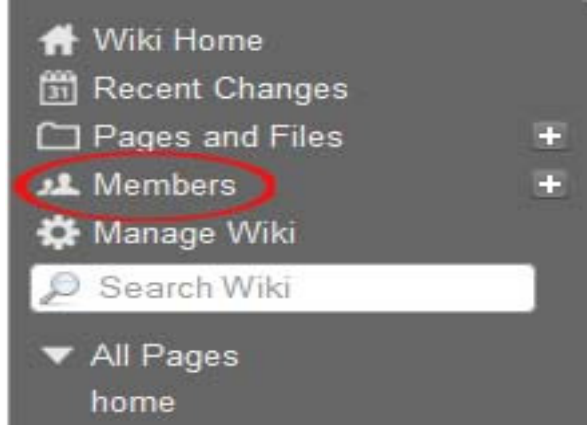 Wiki Home
31 Recent Changes
Pages and Files +
Members +
Manage Wiki
Search Wiki
All Pages
home